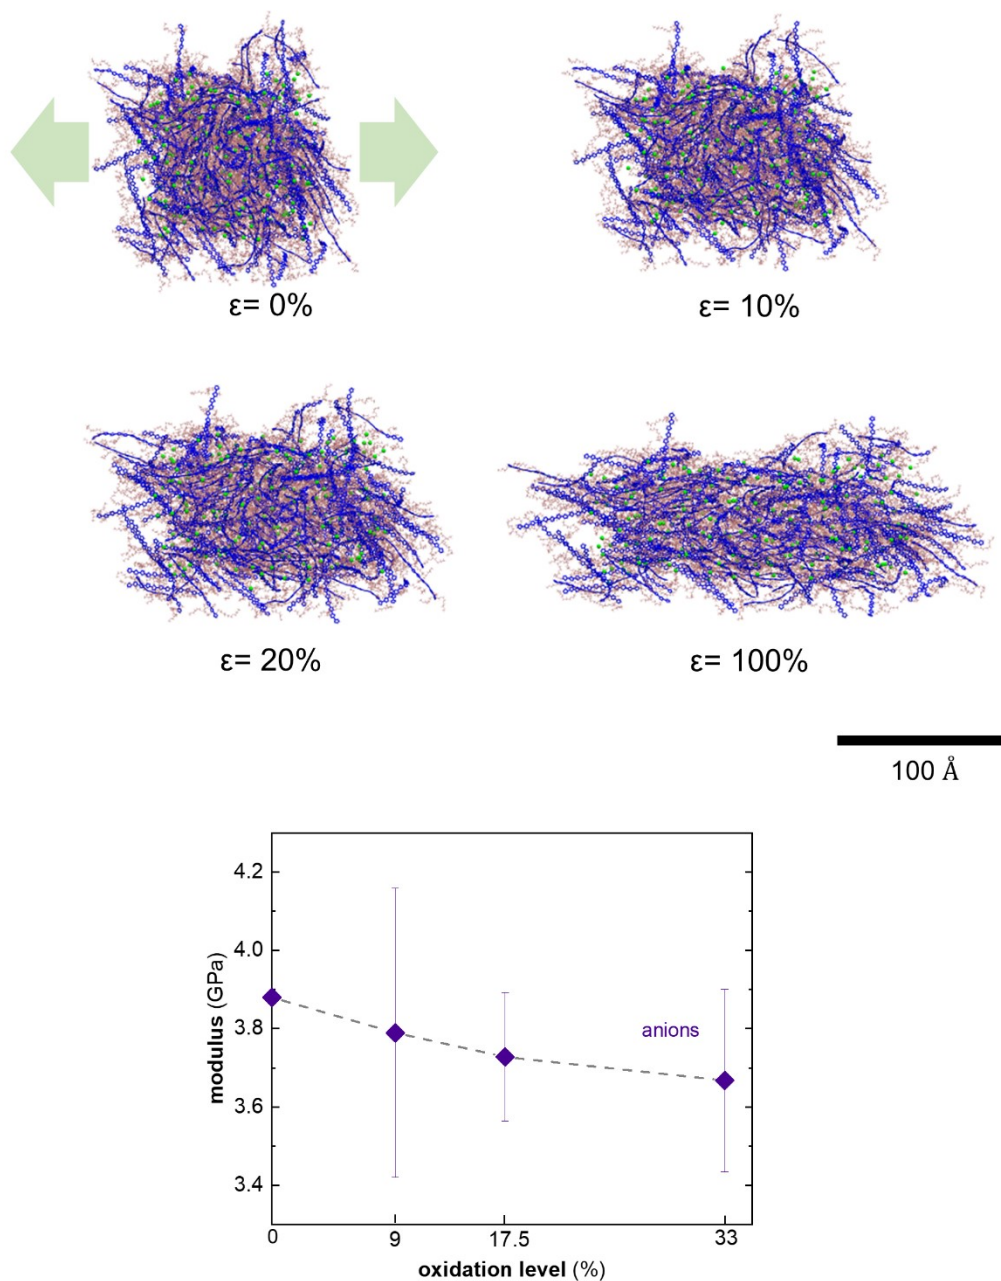 ε= 0%
ε= 10%
ε= 20%
ε= 100%
100 Å
4.2
4.0
3.8
3.6
3.4
modulus (GPa)
anions
0
9
17.5
33
oxidation level (%)